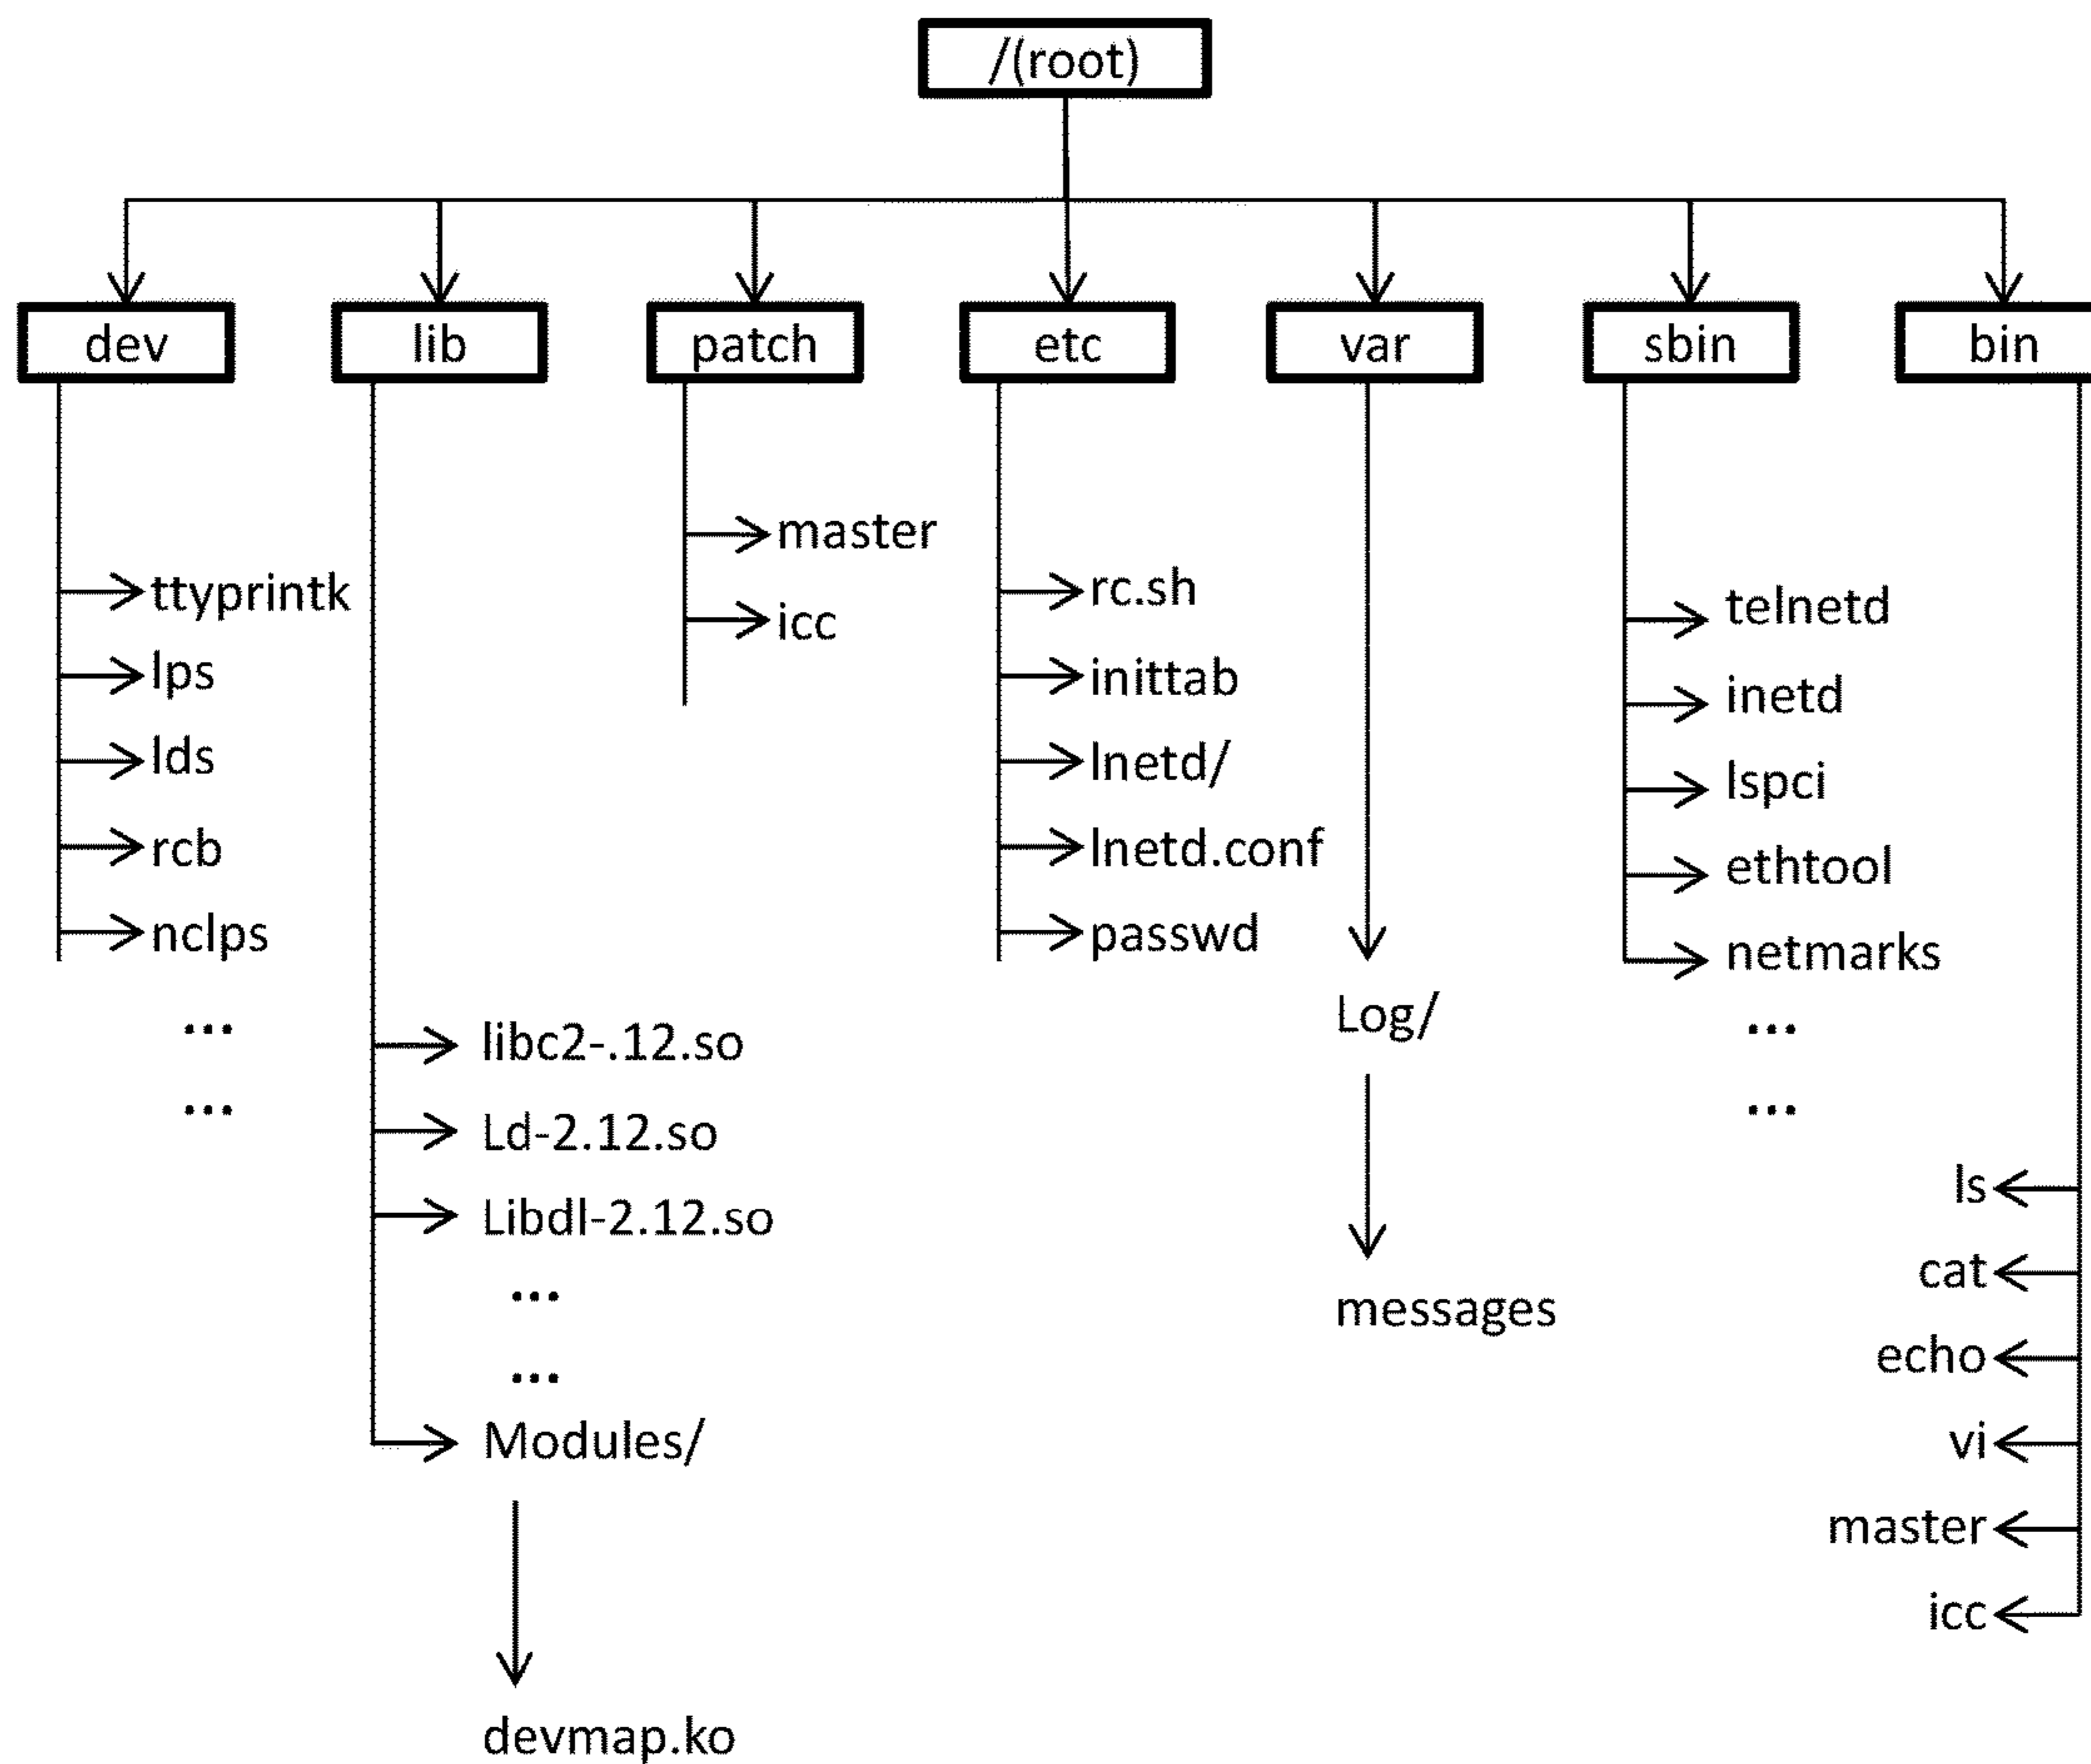 /(root)
dev
lib
patch
etc
var
sbin
bin
ttyprintk
lps
lds
rcb
nclps
...
...
libc2-.12.so
Ld-2.12.so
Libdl-2.12.so
...
...
Modules/
devmap.ko
master
icc
rc.sh
inittab
lnetd/
lnetd.conf
passwd
Log/
messages
telnetd
inetd
lspci
ethtool
netmarks
...
...
ls
cat
echo
vi
master
icc